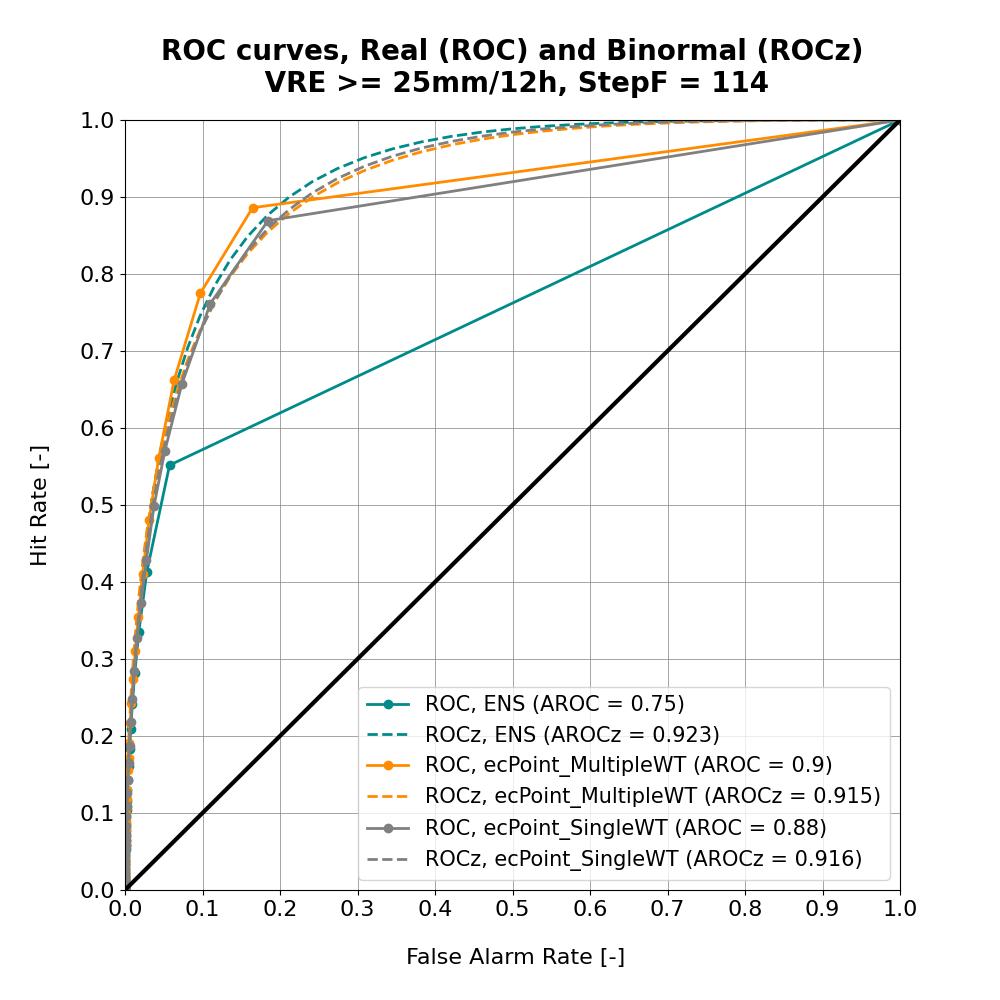 ROC curves, Real (ROC) and Binormal (ROCz)
VRE >= 25mm/12h, StepF = 114
1.0
0.9
0.8
0.7
0.6
0.5
0.4
0.3
0.2
0.1
0.0
Hit Rate [-]
ROC, ENS (AROC = 0.75)
ROCz, ENS (AROCz = 0.923)
ROC, ecPoint_MultipleWT (AROC = 0.9)
ROCz, ecPoint_MultipleWT (AROCz = 0.915)
ROC, ecPoint_SingleWT (AROC = 0.88)
ROCz, ecPoint_SingleWT (AROCz = 0.916)
0.0 0.1 0.2 0.3 0.4 0.5 0.6 0.7 0.8 0.9 1.0
False Alarm Rate [-]